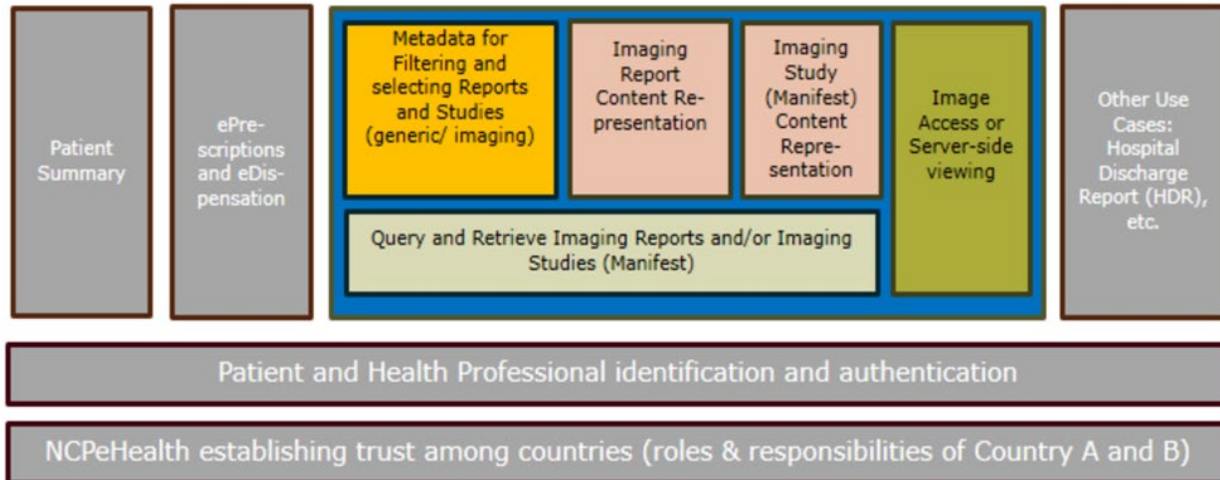 Patient
Summary
ePre-
scriptions
and eDis-
pensation
Metadata for
Filtering and
selecting Reports
and Studies
(generic/ imaging)
Imaging
Report
Content Re-
presentation
Imaging
Study
(Manifest)
Content
Repre-
sentation
Image
Access or
Server-side
viewing
Query and Retrieve Imaging Reports and/or Imaging
Studies (Manifest)
Other Use
Cases:
Hospital
Discharge
Report (HDR),
etc.
Patient and Health Professional identification and authentication
NCPeHealth establishing trust among countries (roles & responsibilities of Country A and B)